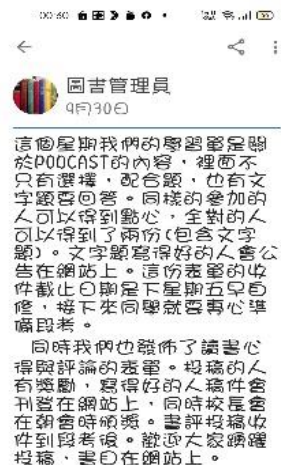 00:60
圖書管理員
9月30日
這個星期我們的學習單是關
於PODCAST的內容，裡面不
只有選擇，配合題，也有文
字題要回答。同樣的參加的
人可以得到點心，全對的人
可以得到了兩份(包含文字
題)。文字題寫得好的人會公
告在網站上。這份表單的收
件截止日期是下星期五早自
修，接下來同學就要專心準
備段考。
同時我們也發佈了讀書心
得與評論的表單。投稿的人
有獎勵，寫得好的人稿件會
刊登在網站上，同時校長會
在朝會時頒獎。書評投稿收
件到段考後。歡迎大家踴躍
投稿，書目在網站上。